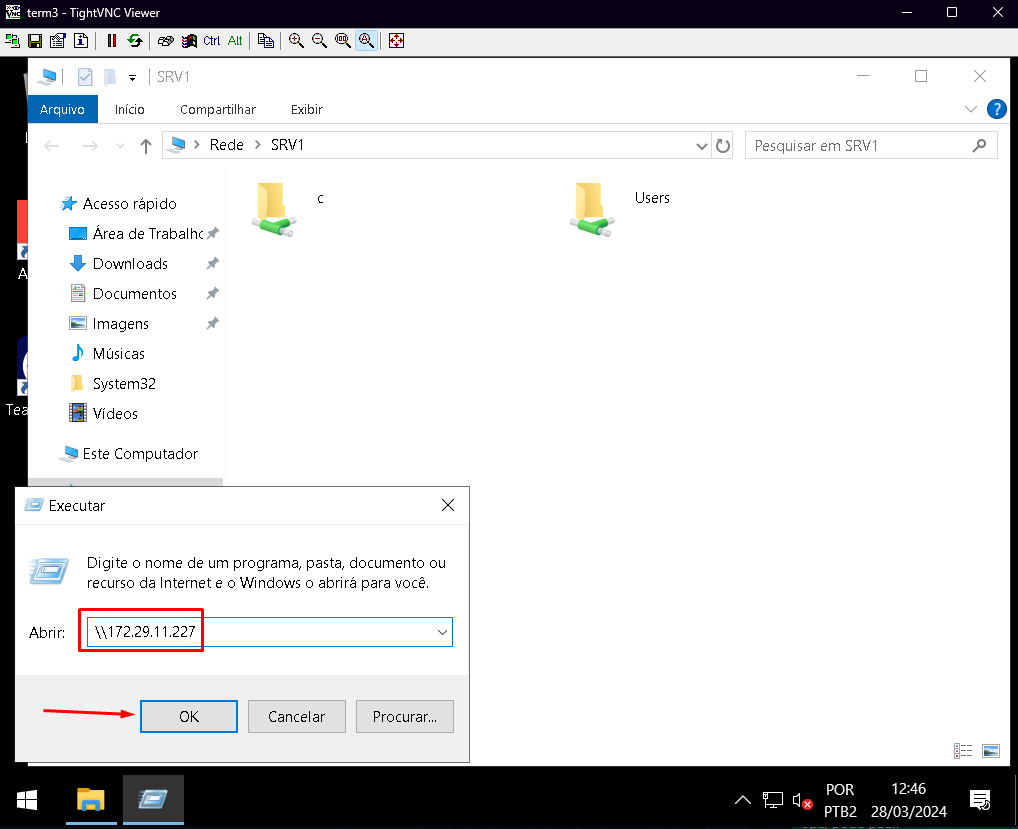 term3 - TightVNC Viewer
Ctrl Alt
SRV1
Arquivo Início Compartilhar Exibir
Rede SRV1
Pesquisar em SRV1
Acesso rápido
Área de Trabalho
Downloads
Documentos
Imagens
Músicas
System32
Vídeos
Este Computador
c
Users
Tea
Executar
Digite o nome de um programa, pasta, documento ou
recurso da Internet e o Windows o abrirá para você.
Abrir: \\172.29.11.227
OK Cancelar Procurar...
POR
PTB2
12:46
28/03/2024